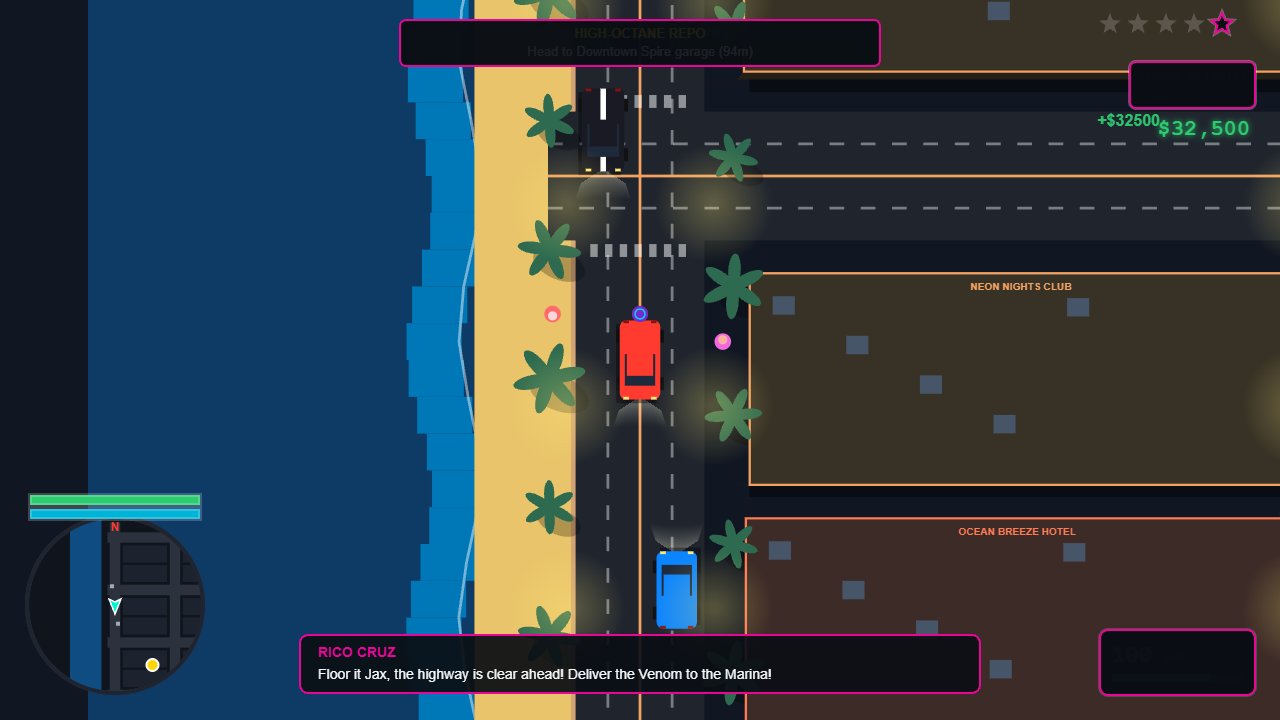 HIGH-OCTANE REPO
Head to Downtown Spire garage (94m)
+$32500
$32,500
NEON NIGHTS CLUB
OCEAN BREEZE HOTEL
N
RICO CRUZ
Floor it Jax, the highway is clear ahead! Deliver the Venom to the Marina!
100